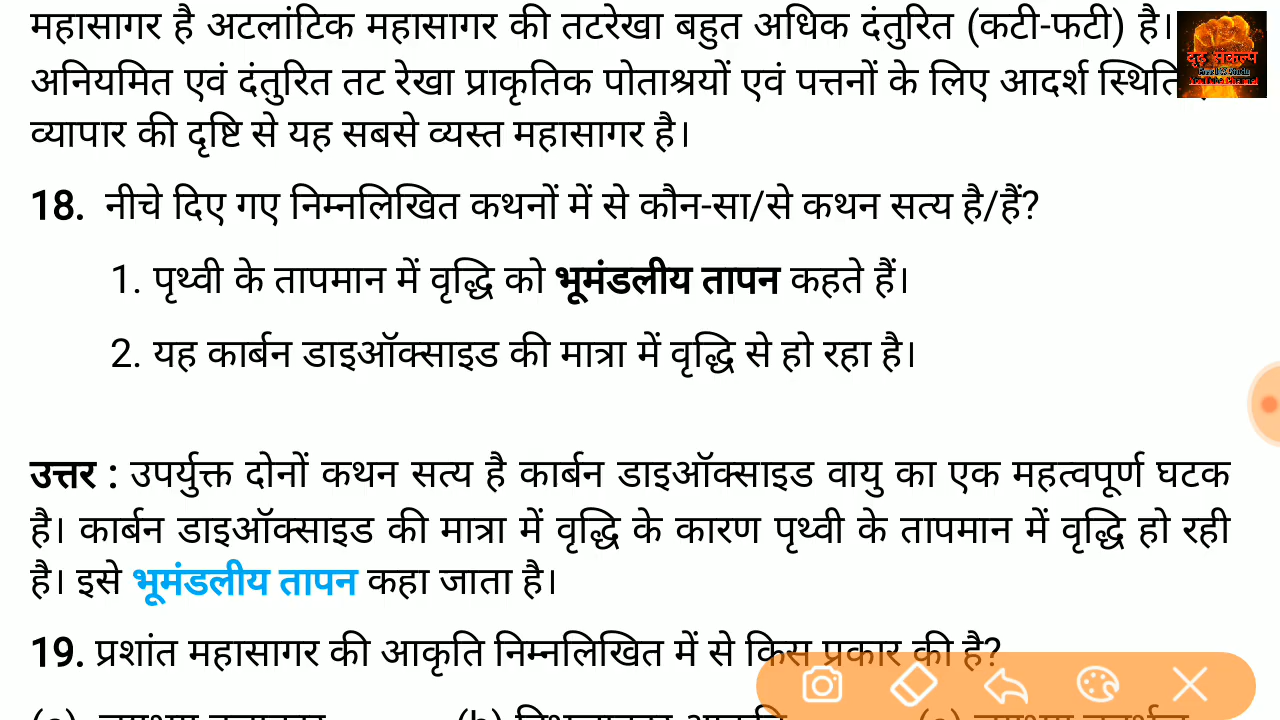 महासागर है अटलांटिक महासागर की तटरेखा बहुत अधिक दंतुरित (कटी-फटी) है।
अनियमित एवं दंतुरित तट रेखा प्राकृतिक पोताश्रयों एवं पत्तनों के लिए आदर्श स्थिति
व्यापार की दृष्टि से यह सबसे व्यस्त महासागर है।
दृढ़ संकल्प
18. नीचे दिए गए निम्नलिखित कथनों में से कौन-सा/से कथन सत्य है/हैं?
1. पृथ्वी के तापमान में वृद्धि को भूमंडलीय तापन कहते हैं।
2. यह कार्बन डाइऑक्साइड की मात्रा में वृद्धि से हो रहा है।
उत्तर : उपर्युक्त दोनों कथन सत्य है कार्बन डाइऑक्साइड वायु का एक महत्वपूर्ण घटक
है। कार्बन डाइऑक्साइड की मात्रा में वृद्धि के कारण पृथ्वी के तापमान में वृद्धि हो रही
है। इसे भूमंडलीय तापन कहा जाता है।
19. प्रशांत महासागर की आकृति निम्नलिखित में से किस प्रकार की है?